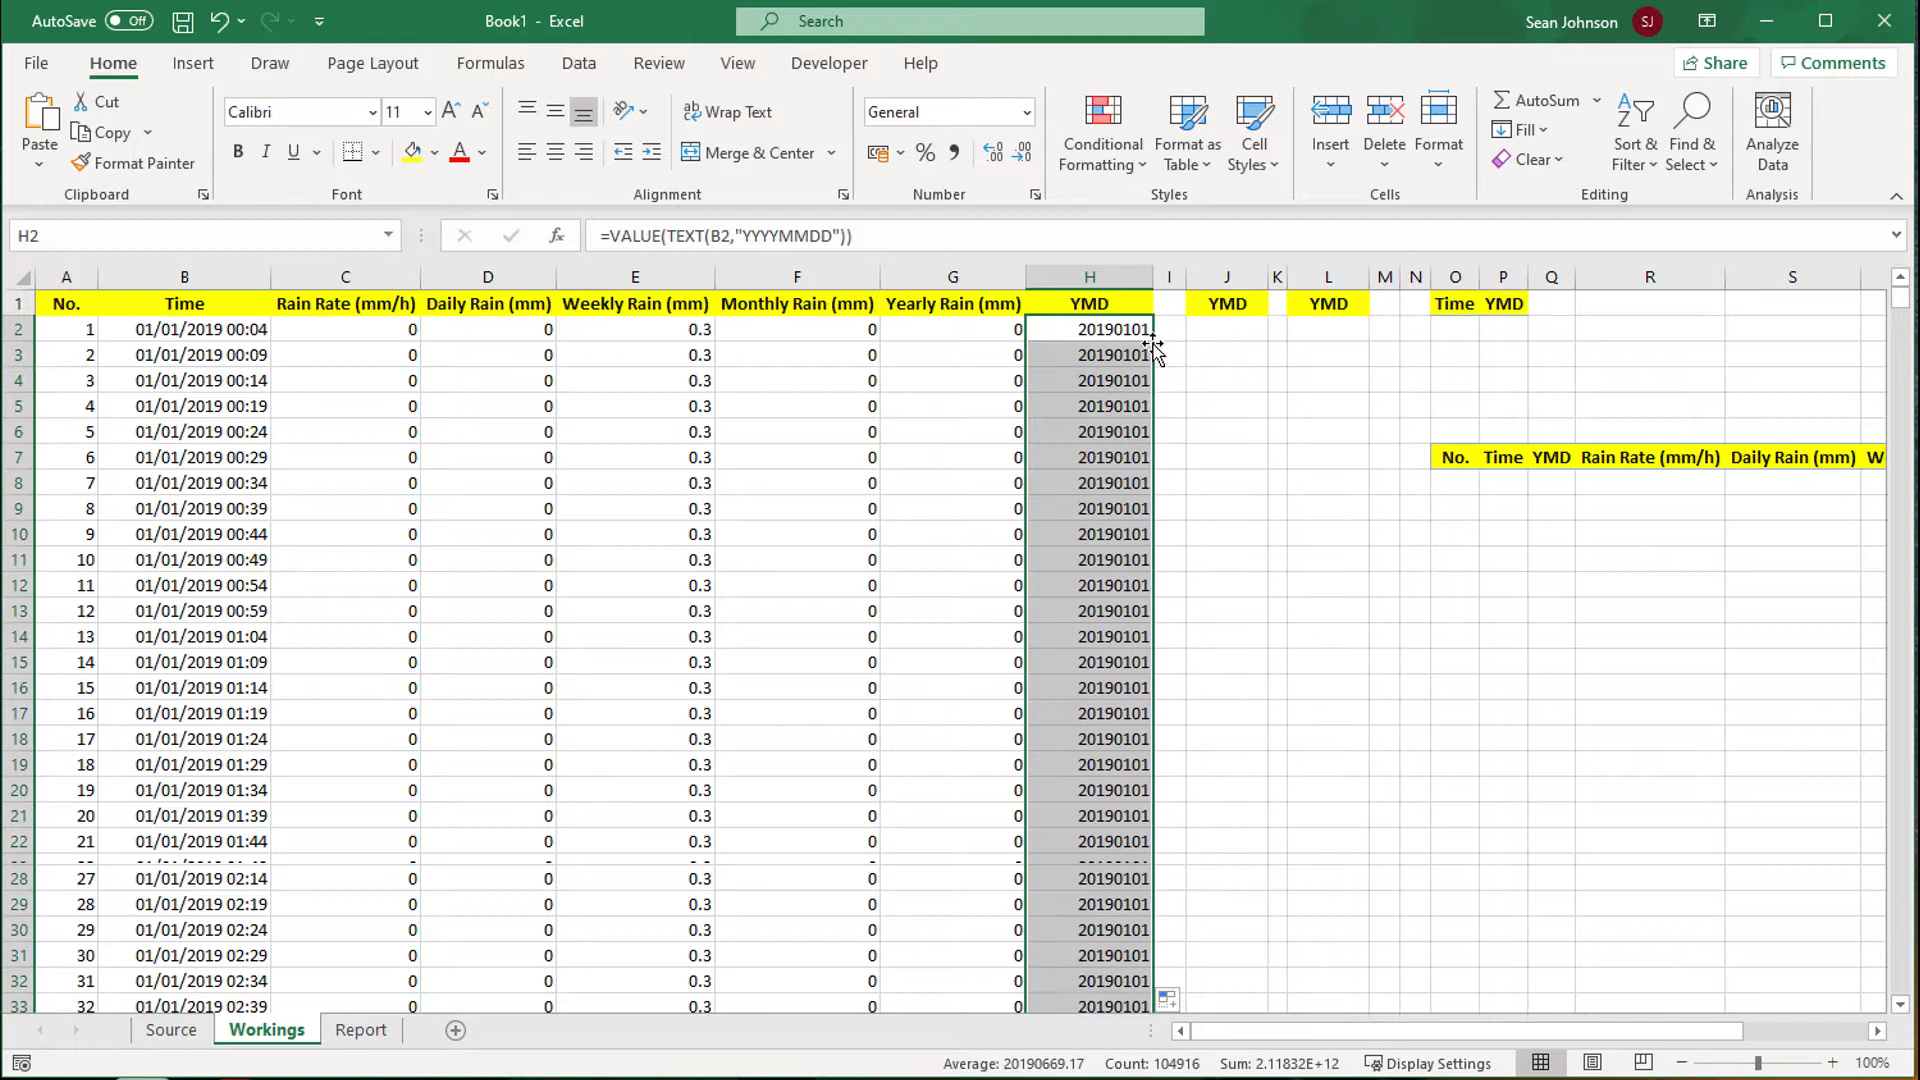 AutoSave Off Book1 - Excel Search Sean Johnson SJ
File Home Insert Draw Page Layout Formulas Data Review View Developer Help Share Comments
Paste Cut Copy Format Painter Clipboard
Calibri 11 B I U Font
Wrap Text Merge & Center Alignment
General % Number
Conditional Formatting Format as Table Cell Styles Styles
Insert Delete Format Cells
AutoSum Fill Clear Sort & Filter Find & Select Editing
Analyze Data Analysis
H2 fx =VALUE(TEXT(B2,"YYYYMMDD"))
A B C D E F G H I J K L M N O P Q R S
1 No. Time Rain Rate (mm/h) Daily Rain (mm) Weekly Rain (mm) Monthly Rain (mm) Yearly Rain (mm) YMD YMD YMD Time YMD
2 1 01/01/2019 00:04 0 0 0.3 0 0 20190101
3 2 01/01/2019 00:09 0 0 0.3 0 0 20190101
4 3 01/01/2019 00:14 0 0 0.3 0 0 20190101
5 4 01/01/2019 00:19 0 0 0.3 0 0 20190101
6 5 01/01/2019 00:24 0 0 0.3 0 0 20190101
7 6 01/01/2019 00:29 0 0 0.3 0 0 20190101 No. Time YMD Rain Rate (mm/h) Daily Rain (mm) W
8 7 01/01/2019 00:34 0 0 0.3 0 0 20190101
9 8 01/01/2019 00:39 0 0 0.3 0 0 20190101
10 9 01/01/2019 00:44 0 0 0.3 0 0 20190101
11 10 01/01/2019 00:49 0 0 0.3 0 0 20190101
12 11 01/01/2019 00:54 0 0 0.3 0 0 20190101
13 12 01/01/2019 00:59 0 0 0.3 0 0 20190101
14 13 01/01/2019 01:04 0 0 0.3 0 0 20190101
15 14 01/01/2019 01:09 0 0 0.3 0 0 20190101
16 15 01/01/2019 01:14 0 0 0.3 0 0 20190101
17 16 01/01/2019 01:19 0 0 0.3 0 0 20190101
18 17 01/01/2019 01:24 0 0 0.3 0 0 20190101
19 18 01/01/2019 01:29 0 0 0.3 0 0 20190101
20 19 01/01/2019 01:34 0 0 0.3 0 0 20190101
21 20 01/01/2019 01:39 0 0 0.3 0 0 20190101
22 21 01/01/2019 01:44 0 0 0.3 0 0 20190101
28 27 01/01/2019 02:14 0 0 0.3 0 0 20190101
29 28 01/01/2019 02:19 0 0 0.3 0 0 20190101
30 29 01/01/2019 02:24 0 0 0.3 0 0 20190101
31 30 01/01/2019 02:29 0 0 0.3 0 0 20190101
32 31 01/01/2019 02:34 0 0 0.3 0 0 20190101
33 32 01/01/2019 02:39 0 0 0.3 0 0 20190101
Source Workings Report
Average: 20190669.17 Count: 104916 Sum: 2.11832E+12 Display Settings 100%